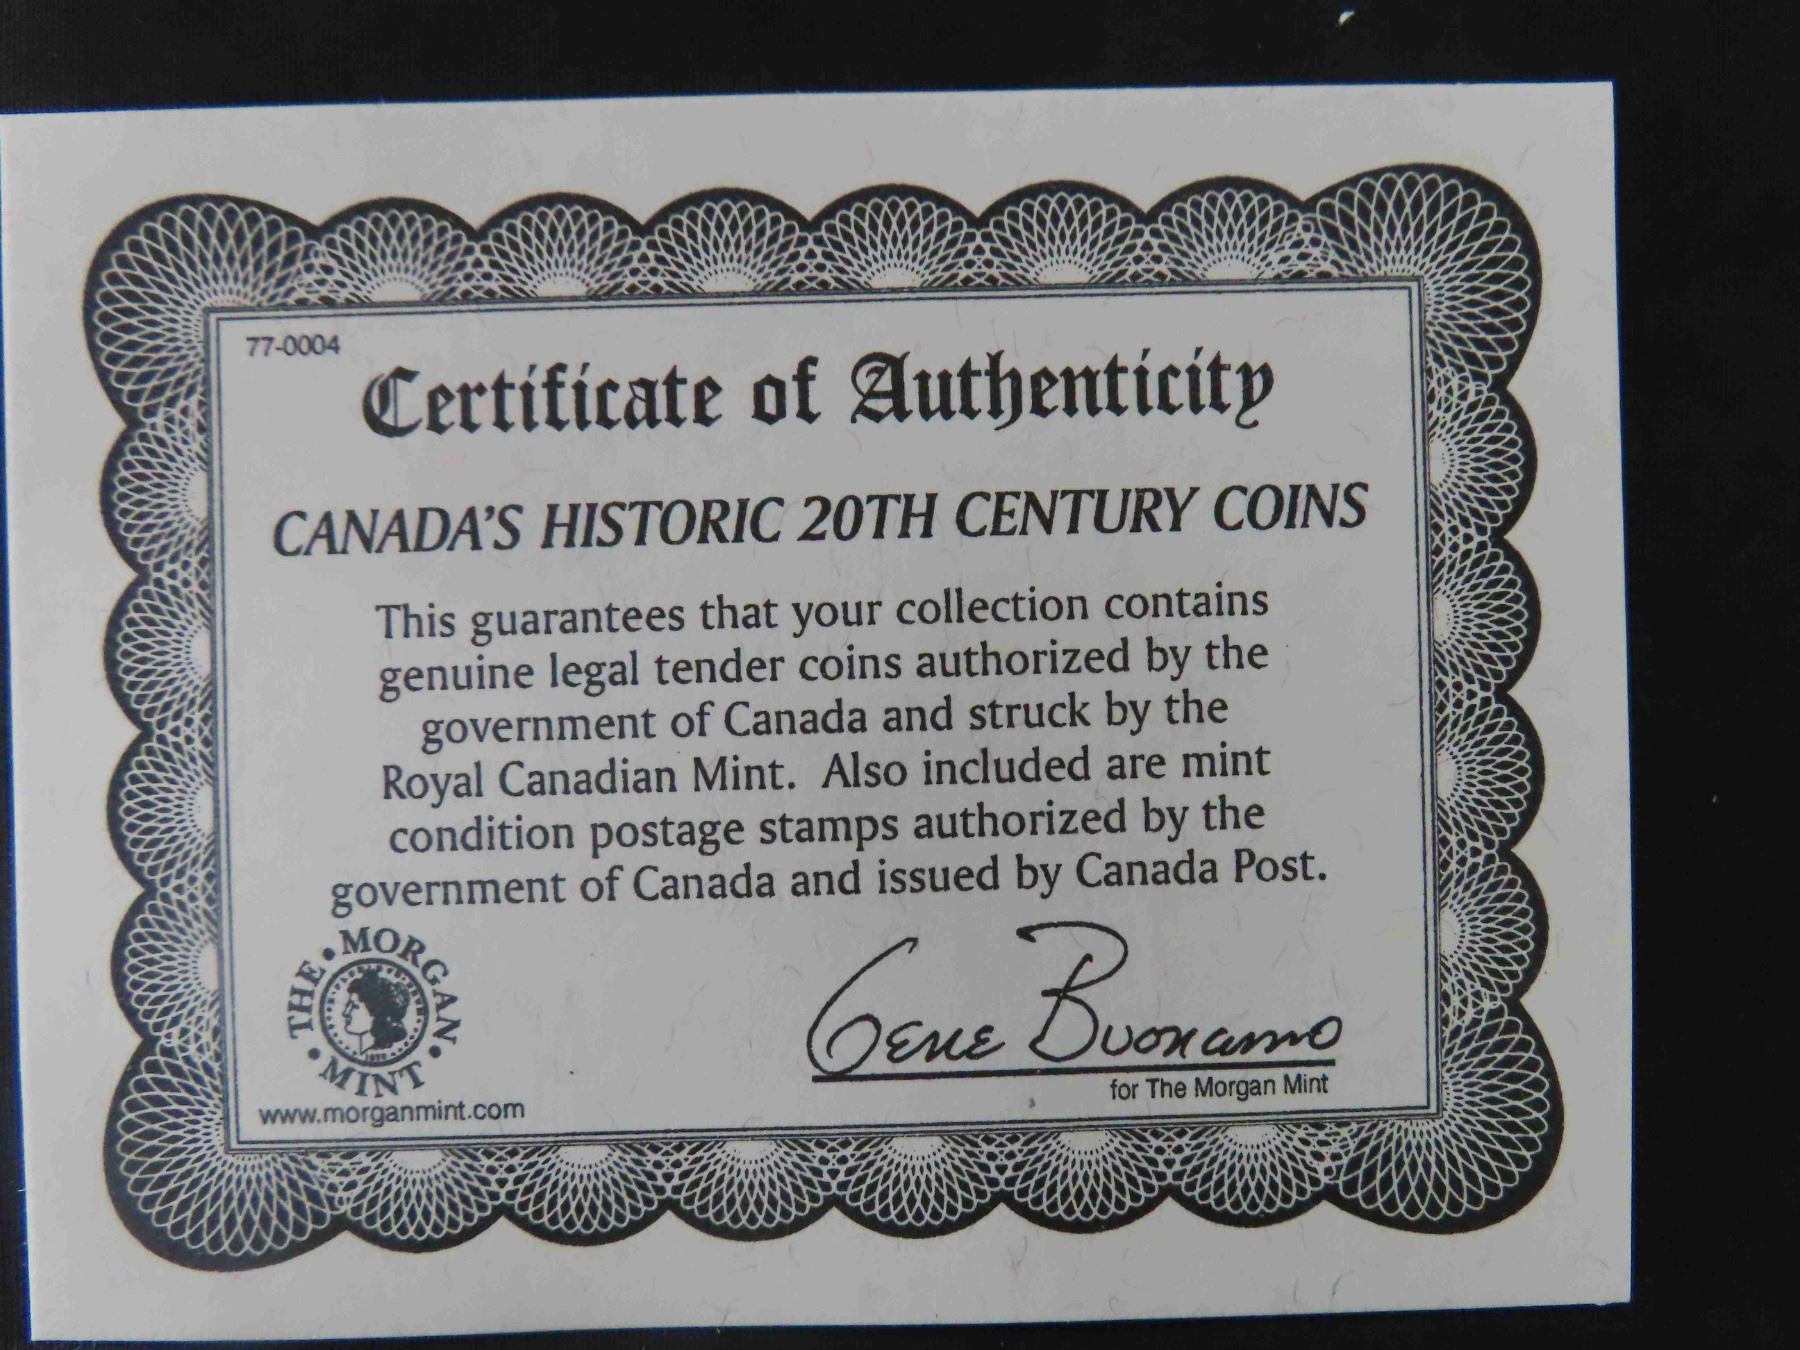 77-0004
Certificate of Authenticity
CANADA'S HISTORIC 20TH CENTURY COINS
This guarantees that your collection contains
genuine legal tender coins authorized by the
government of Canada and struck by the
Royal Canadian Mint. Also included are mint
condition postage stamps authorized by the
government of Canada and issued by Canada Post.
THE • MORGAN • MINT •
www.morganmint.com
Gene Buonamo
for The Morgan Mint